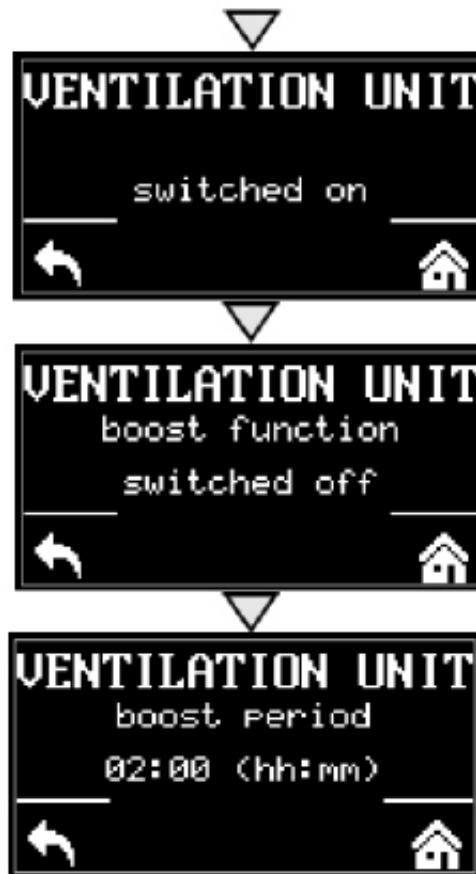 VENTILATION UNIT
switched on
VENTILATION UNIT
boost function
switched off
VENTILATION UNIT
boost period
02:00 (hh:mm)